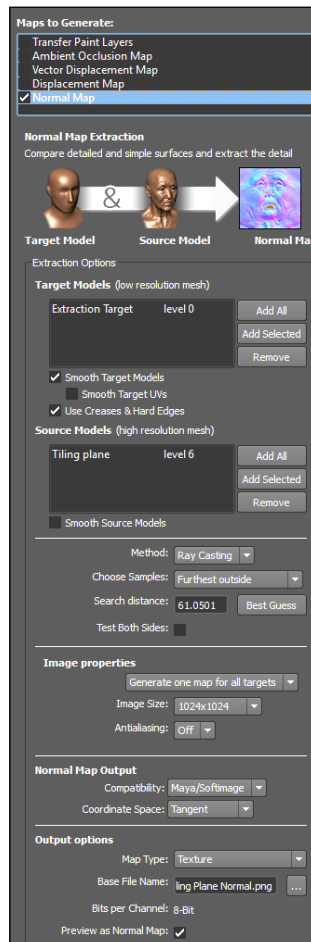 Maps to Generate:
Transfer Paint Layers
Ambient Occlusion Map
Vector Displacement Map
Displacement Map
Normal Map
Normal Map Extraction
Compare detailed and simple surfaces and extract the detail
&
Target Model Source Model Normal Ma
Extraction Options
Target Models (low resolution mesh)
Extraction Target level 0 Add All
Add Selected
Remove
Smooth Target Models
Smooth Target UVs
Use Creases & Hard Edges
Source Models (high resolution mesh)
Tiling plane level 6 Add All
Add Selected
Remove
Smooth Source Models
Method: Ray Casting
Choose Samples: Furthest outside
Search distance: 61.0501 Best Guess
Test Both Sides:
Image properties
Generate one map for all targets
Image Size: 1024x1024
Antialiasing: Off
Normal Map Output
Compatibility: Maya/Softimage
Coordinate Space: Tangent
Output options
Map Type: Texture
Base File Name: ling Plane Normal.png ...
Bits per Channel: 8-Bit
Preview as Normal Map: